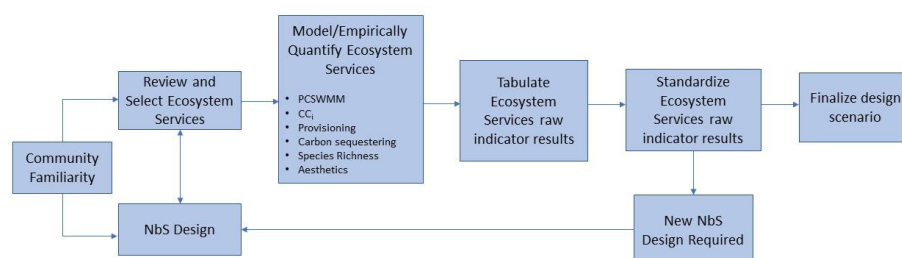 Community
Familiarity
Review and
Select Ecosystem
Services
NbS Design
Model/Empirically
Quantify Ecosystem
Services
• PCSWMM
• CCi
• Provisioning
• Carbon sequestering
• Species Richness
• Aesthetics
Tabulate
Ecosystem
Services raw
indicator results
Standardize
Ecosystem
Services raw
indicator results
Finalize design
scenario
New NbS
Design Required